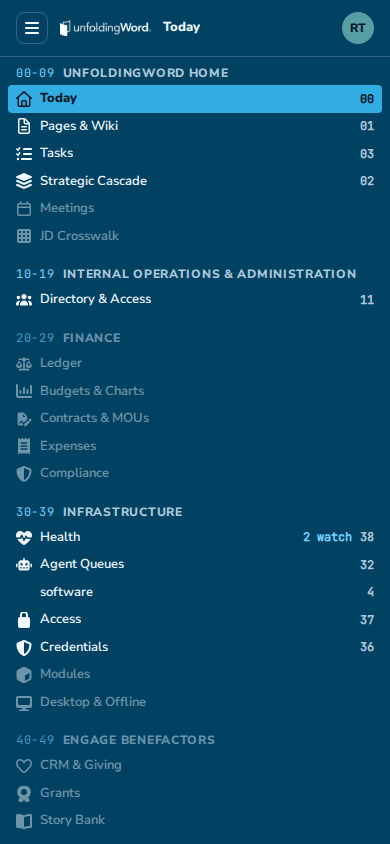 unfoldingWord. Today RT
00-09 UNFOLDINGWORD HOME
Today 00
Pages & Wiki 01
Tasks 03
Strategic Cascade 02
Meetings
JD Crosswalk
10-19 INTERNAL OPERATIONS & ADMINISTRATION
Directory & Access 11
20-29 FINANCE
Ledger
Budgets & Charts
Contracts & MOUs
Expenses
Compliance
30-39 INFRASTRUCTURE
Health 2 watch 38
Agent Queues 32
software 4
Access 37
Credentials 36
Modules
Desktop & Offline
40-49 ENGAGE BENEFACTORS
CRM & Giving
Grants
Story Bank